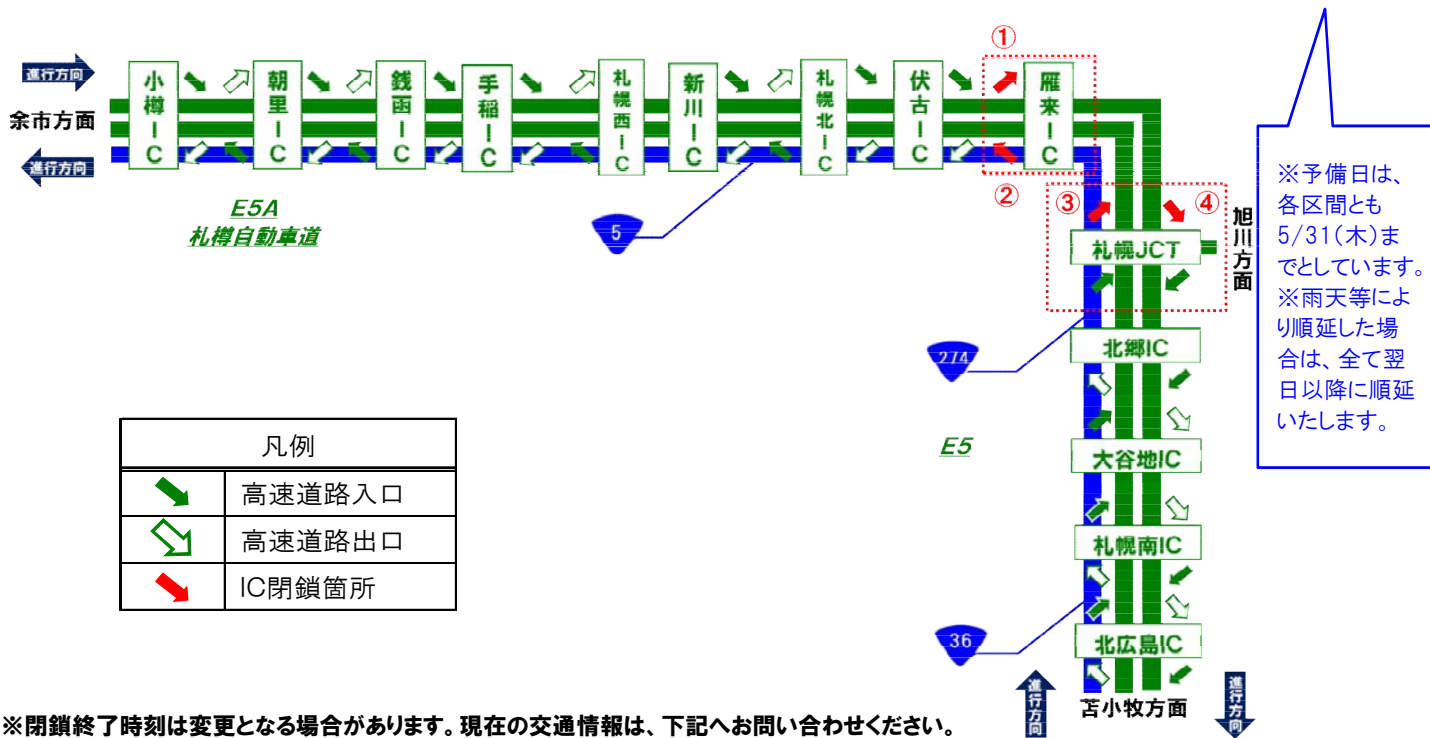 進行方向
余市方面
進行方向
小樽IC
朝里IC
銭函IC
手稲IC
札幌西IC
新川IC
札幌北IC
伏古IC
①
雁来IC
②
E5A
札樽自動車道
5
③
④
札幌JCT
旭川方面
※予備日は、
各区間とも
5/31(木)ま
でとしています。
※雨天等によ
り順延した場
合は、全て翌
日以降に順延
いたします。
274
北郷IC
E5
大谷地IC
札幌南IC
36
北広島IC
進行方向
苫小牧方面
進行方向
凡例
高速道路入口
高速道路出口
IC閉鎖箇所
※閉鎖終了時刻は変更となる場合があります。現在の交通情報は、下記へお問い合わせください。